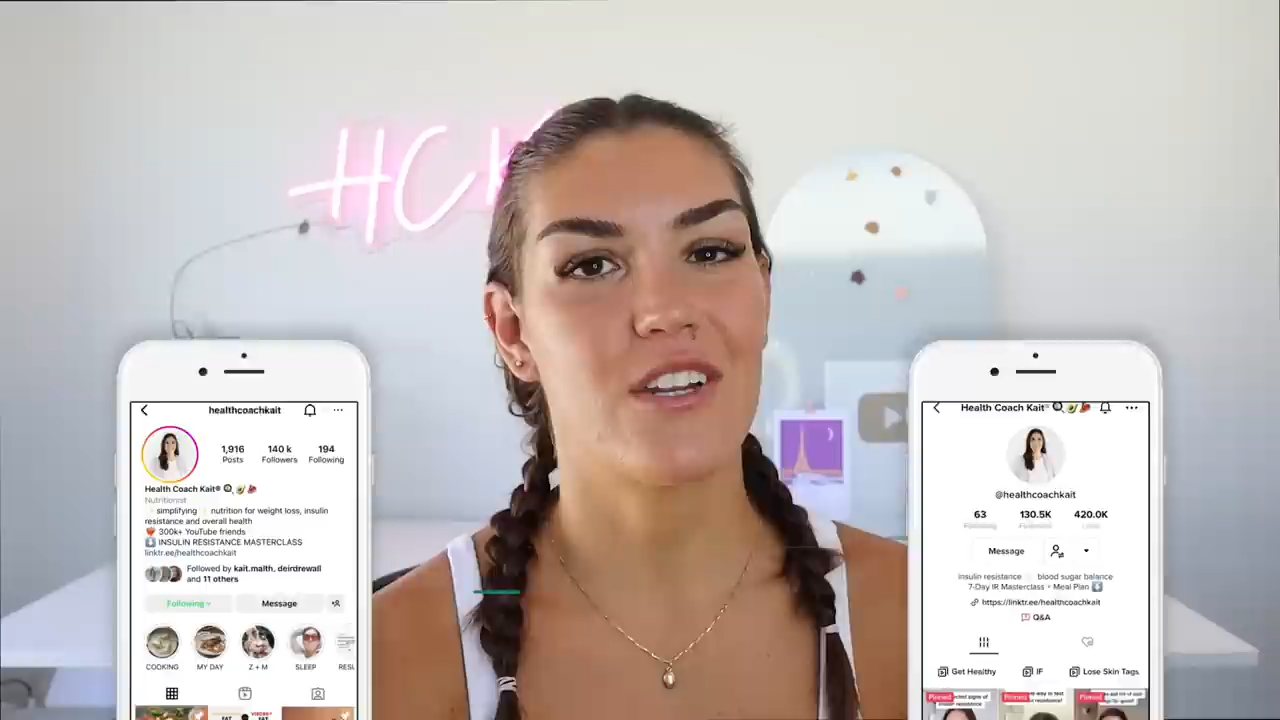 HCK
healthcoachkait
1,916
140 k
194
Posts
Followers
Following
Health Coach Kait®
Nutritionist
simplifying nutrition for weight loss, insulin
resistance and overall health
300k+ YouTube friends
INSULIN RESISTANCE MASTERCLASS
linktr.ee/healthcoachkait
Followed by kait.malth, deirdrewall
and 11 others
Following
Message
COOKING
MY DAY
Z + M
SLEEP
Health Coach Kait®
@healthcoachkait
63
130.5K
420.0K
Following
Followers
Likes
Message
insulin resistance blood sugar balance
7-Day IR Masterclass + Meal Plan
https://linktr.ee/healthcoachkait
Q&A
Get Healthy
IF
Lose Skin Tags
Pinned
Pinned
Pinned